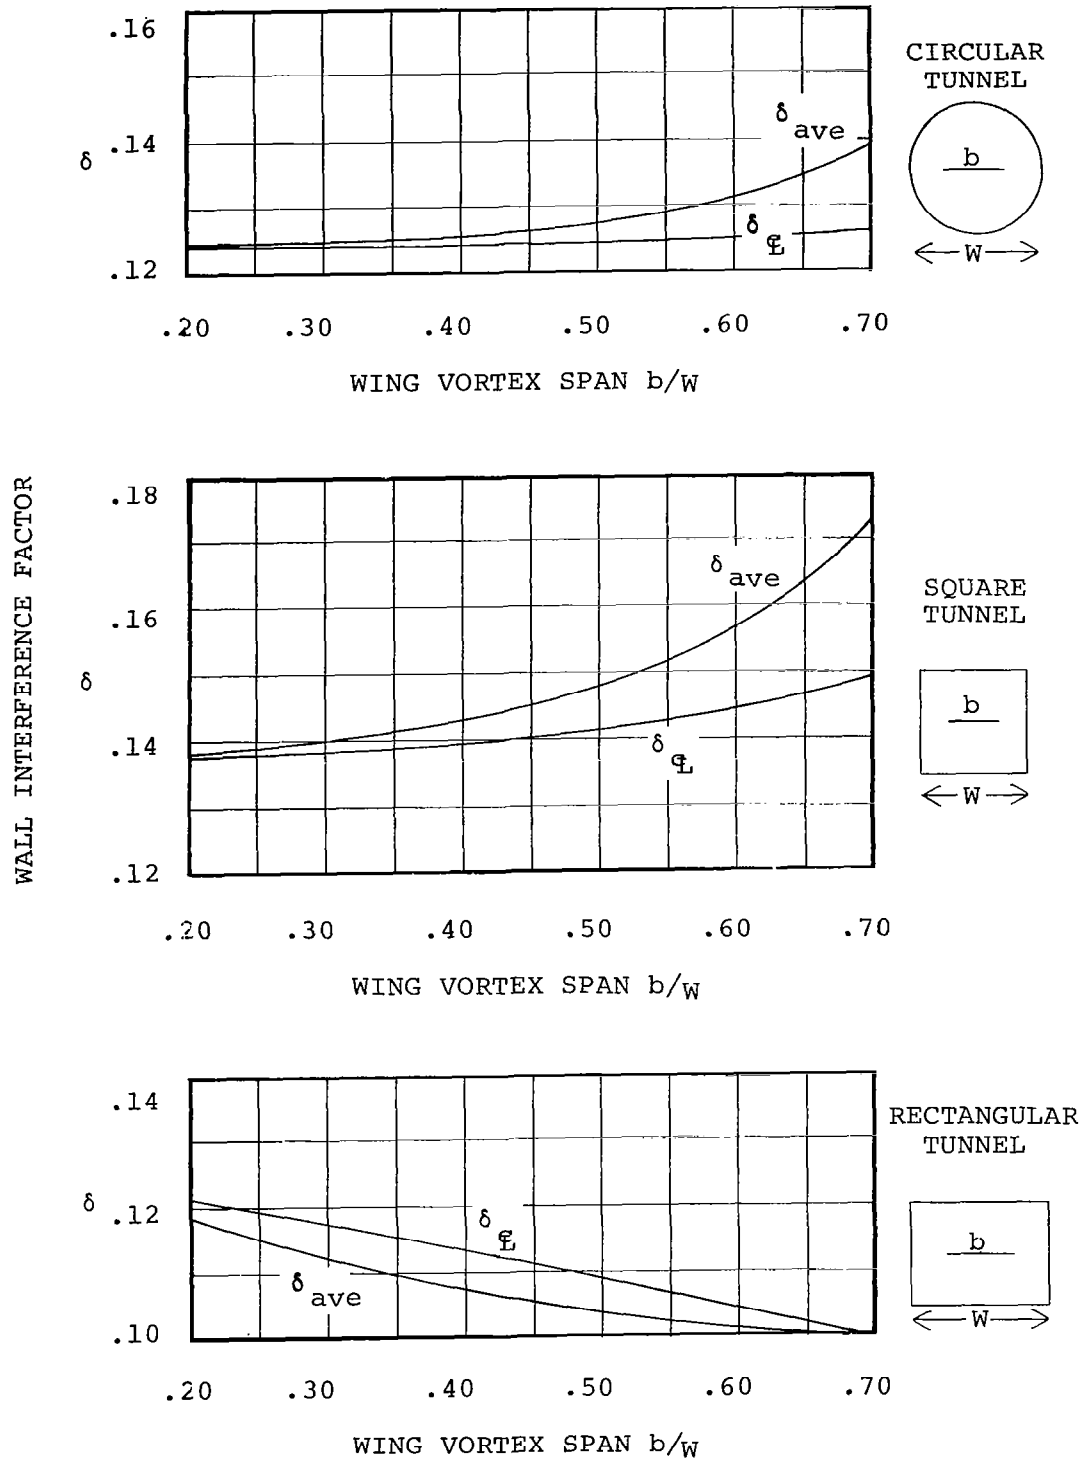 .16
.14
δ
.12
δ ave
δ ℄
.20 .30 .40 .50 .60 .70
WING VORTEX SPAN b/W
CIRCULAR
TUNNEL
b
W
WALL INTERFERENCE FACTOR
.18
.16
δ
.14
.12
δ ave
δ ℄
.20 .30 .40 .50 .60 .70
WING VORTEX SPAN b/W
SQUARE
TUNNEL
b
W
.14
δ
.12
.10
δ ℄
δ ave
.20 .30 .40 .50 .60 .70
WING VORTEX SPAN b/W
RECTANGULAR
TUNNEL
b
W